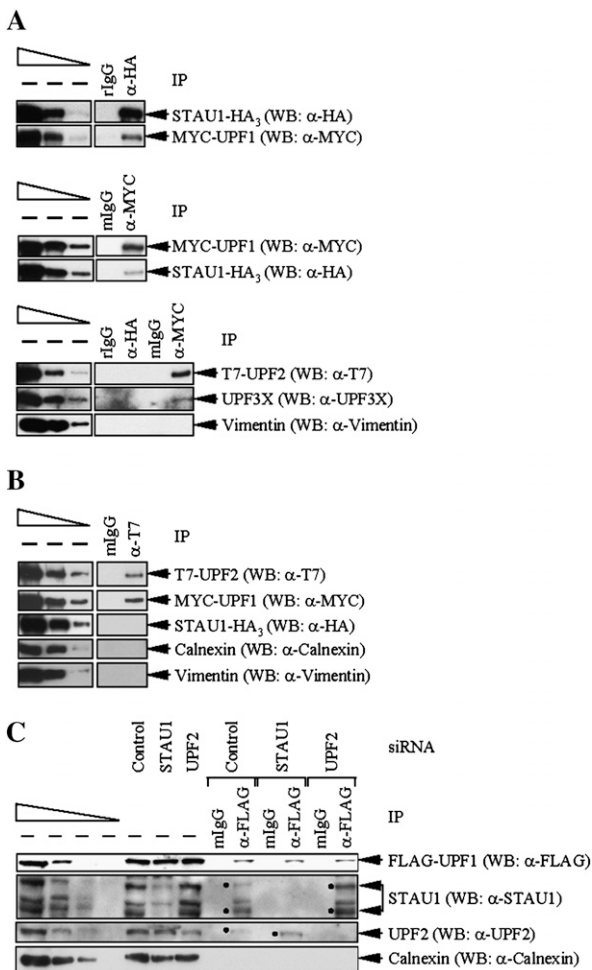 A
rIgG α-HA IP
STAU1-HA3 (WB: α-HA)
MYC-UPF1 (WB: α-MYC)
mIgG α-MYC IP
MYC-UPF1 (WB: α-MYC)
STAU1-HA3 (WB: α-HA)
rIgG α-HA mIgG α-MYC IP
T7-UPF2 (WB: α-T7)
UPF3X (WB: α-UPF3X)
Vimentin (WB: α-Vimentin)
B
mIgG α-T7 IP
T7-UPF2 (WB: α-T7)
MYC-UPF1 (WB: α-MYC)
STAU1-HA3 (WB: α-HA)
Calnexin (WB: α-Calnexin)
Vimentin (WB: α-Vimentin)
C
Control STAU1 UPF2 Control STAU1 UPF2 siRNA
mIgG α-FLAG mIgG α-FLAG mIgG α-FLAG IP
FLAG-UPF1 (WB: α-FLAG)
STAU1 (WB: α-STAU1)
UPF2 (WB: α-UPF2)
Calnexin (WB: α-Calnexin)